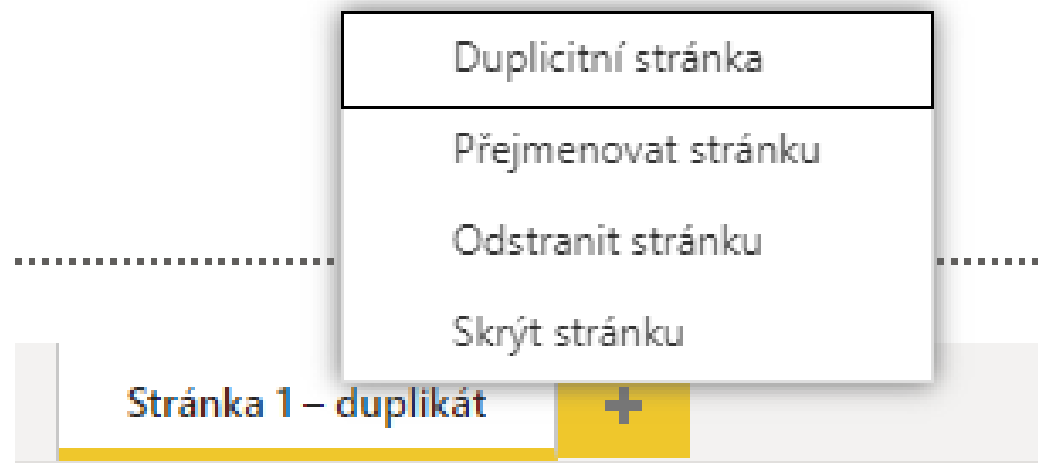 Duplicitní stránka
Přejmenovat stránku
Odstranit stránku
Skrýt stránku
Stránka 1 – duplikát